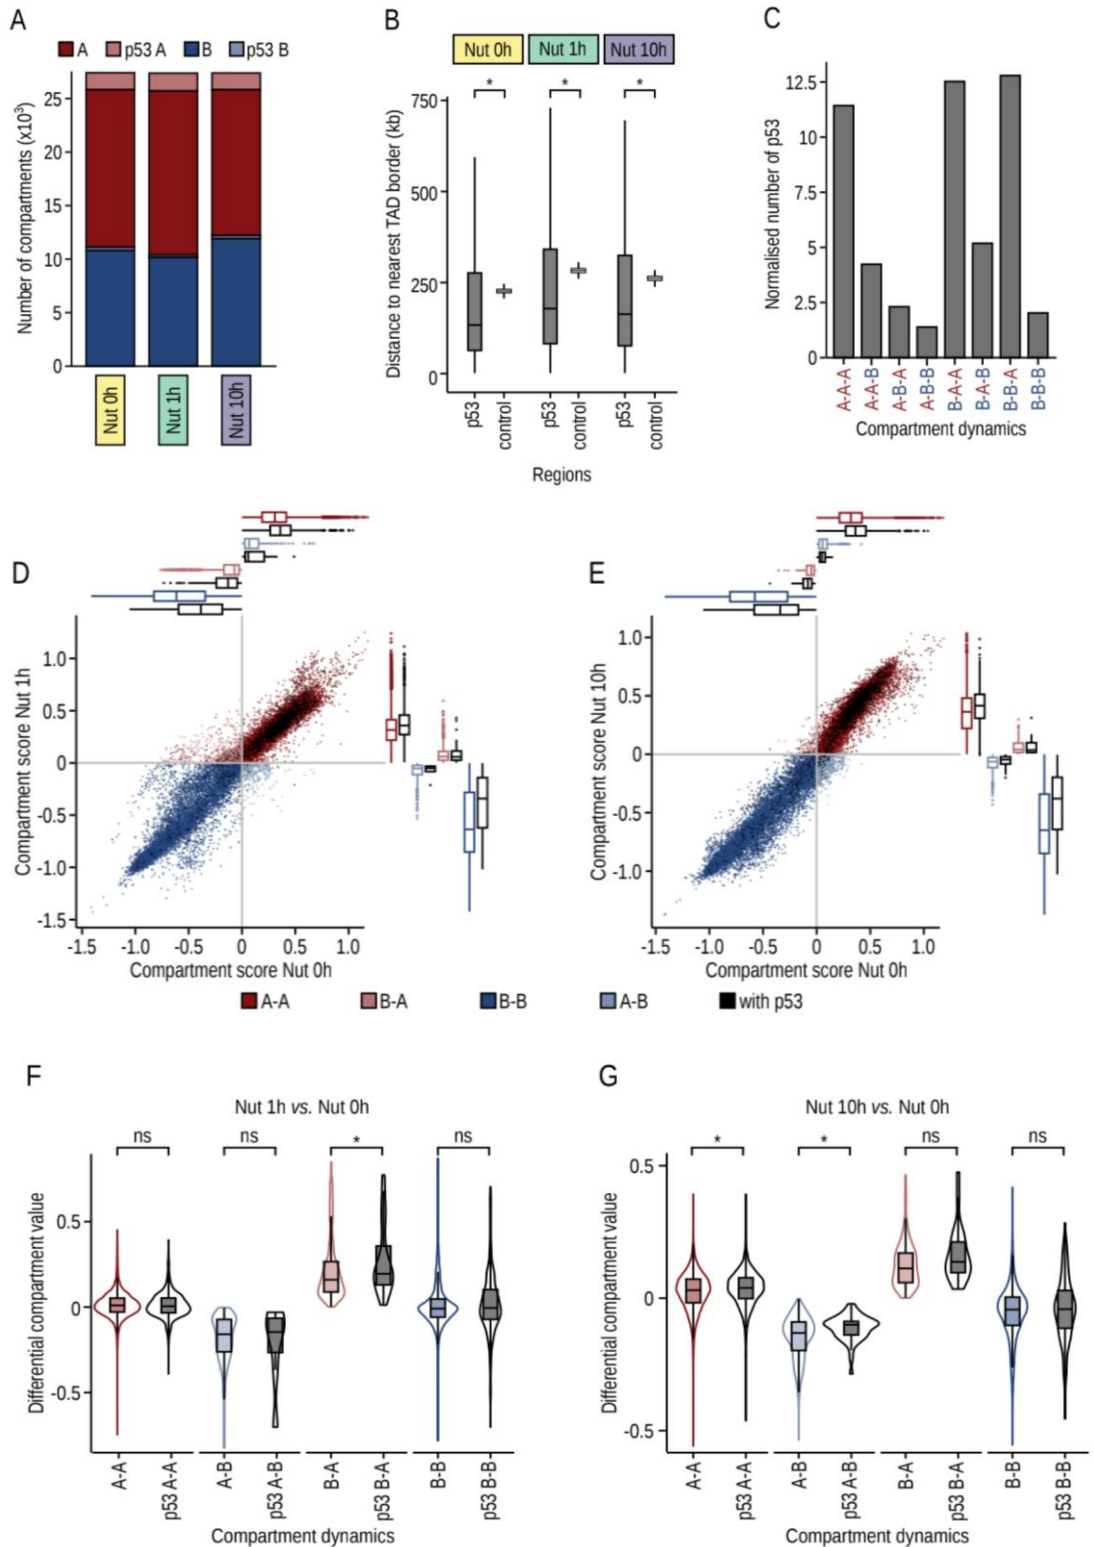 A
A p53 A B p53 B
Number of compartments (x10³)
25
20
15
10
5
0
Nut 0h
Nut 1h
Nut 10h
B
Nut 0h Nut 1h Nut 10h
* * *
Distance to nearest TAD border (kb)
750
500
250
0
p53
control
p53
control
p53
control
Regions
C
Normalised number of p53
12.5
10
7.5
5
2.5
0
A-A-A
A-A-B
A-B-A
A-B-B
B-A-A
B-A-B
B-B-A
B-B-B
Compartment dynamics
D
Compartment score Nut 1h
1.0
0.5
0
-0.5
-1.0
-1.5
-1.5 -1.0 -0.5 0 0.5 1.0
Compartment score Nut 0h
E
Compartment score Nut 10h
1.0
0.5
0
-0.5
-1.0
-1.5 -1.0 -0.5 0 0.5 1.0
Compartment score Nut 0h
A-A B-A B-B A-B with p53
F
Nut 1h vs. Nut 0h
ns ns * ns
Differential compartment value
0.5
0
-0.5
A-A
p53 A-A
A-B
p53 A-B
B-A
p53 B-A
B-B
p53 B-B
Compartment dynamics
G
Nut 10h vs. Nut 0h
* * ns ns
Differential compartment value
0.5
0
-0.5
A-A
p53 A-A
A-B
p53 A-B
B-A
p53 B-A
B-B
p53 B-B
Compartment dynamics